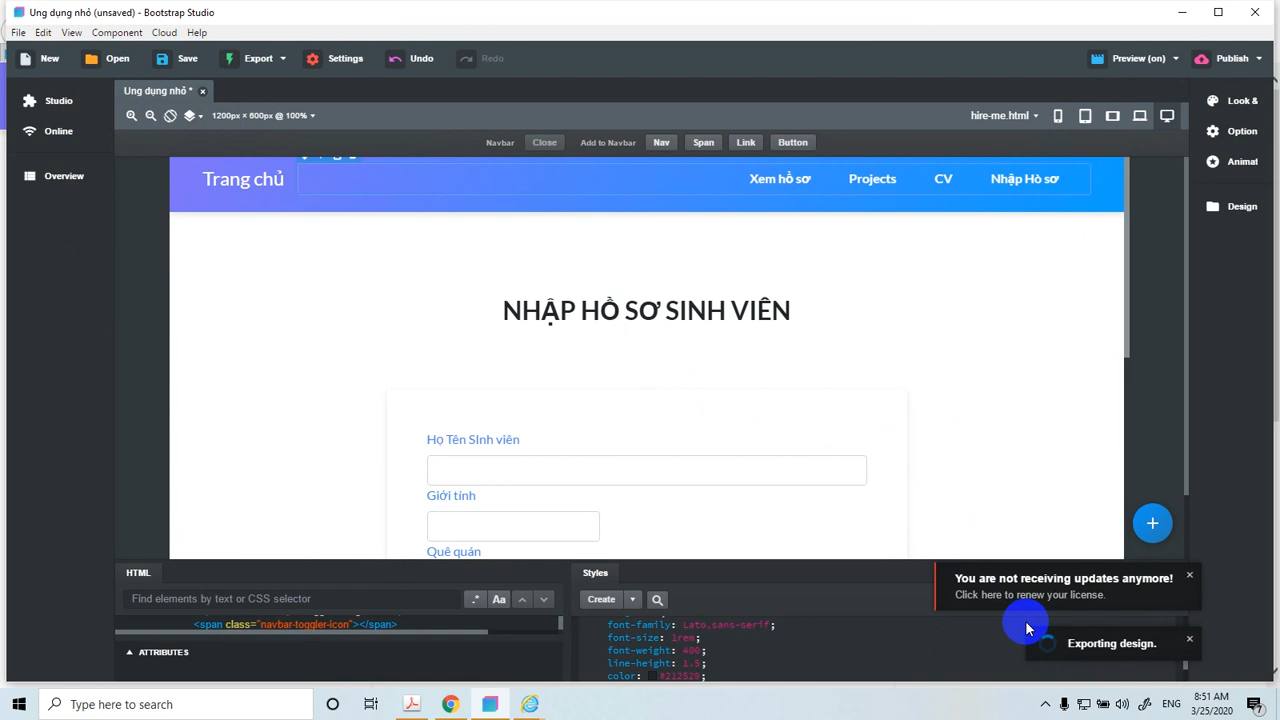 Ung dụng nhỏ (unsaved) - Bootstrap Studio
File Edit View Component Cloud Help
New Open Save Export Settings Undo Redo Preview (on) Publish
Studio
Online
Overview
Ung dụng nhỏ *
1200px × 600px @ 100%
hire-me.html
Navbar Close Add to Navbar Nav Span Link Button
Look &
Option
Animat
Design
Trang chủ Xem hồ sơ Projects CV Nhập Hò sơ
NHẬP HỒ SƠ SINH VIÊN
Họ Tên SInh viên
Giới tính
Quê quán
HTML
Find elements by text or CSS selector
.* Aa
<span class="navbar-toggler-icon"></span>
ATTRIBUTES
Styles
Create
font-family: Lato,sans-serif;
font-size: 1rem;
font-weight: 400;
line-height: 1.5;
color: #212529;
You are not receiving updates anymore!
Click here to renew your license.
Exporting design.
Type here to search
ENG
8:51 AM
3/25/2020
7